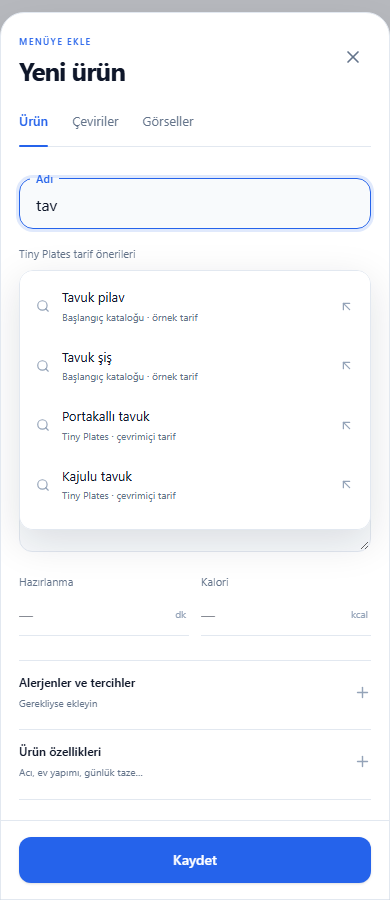 MENÜYE EKLE
Yeni ürün
Ürün
Çeviriler
Görseller
Adı
tav
Tiny Plates tarif önerileri
Tavuk pilav
Başlangıç kataloğu · örnek tarif
Tavuk şiş
Başlangıç kataloğu · örnek tarif
Portakallı tavuk
Tiny Plates · çevrimiçi tarif
Kajulu tavuk
Tiny Plates · çevrimiçi tarif
Hazırlanma
Kalori
— dk
— kcal
Alerjenler ve tercihler
Gerekliyse ekleyin
Ürün özellikleri
Acı, ev yapımı, günlük taze...
Kaydet